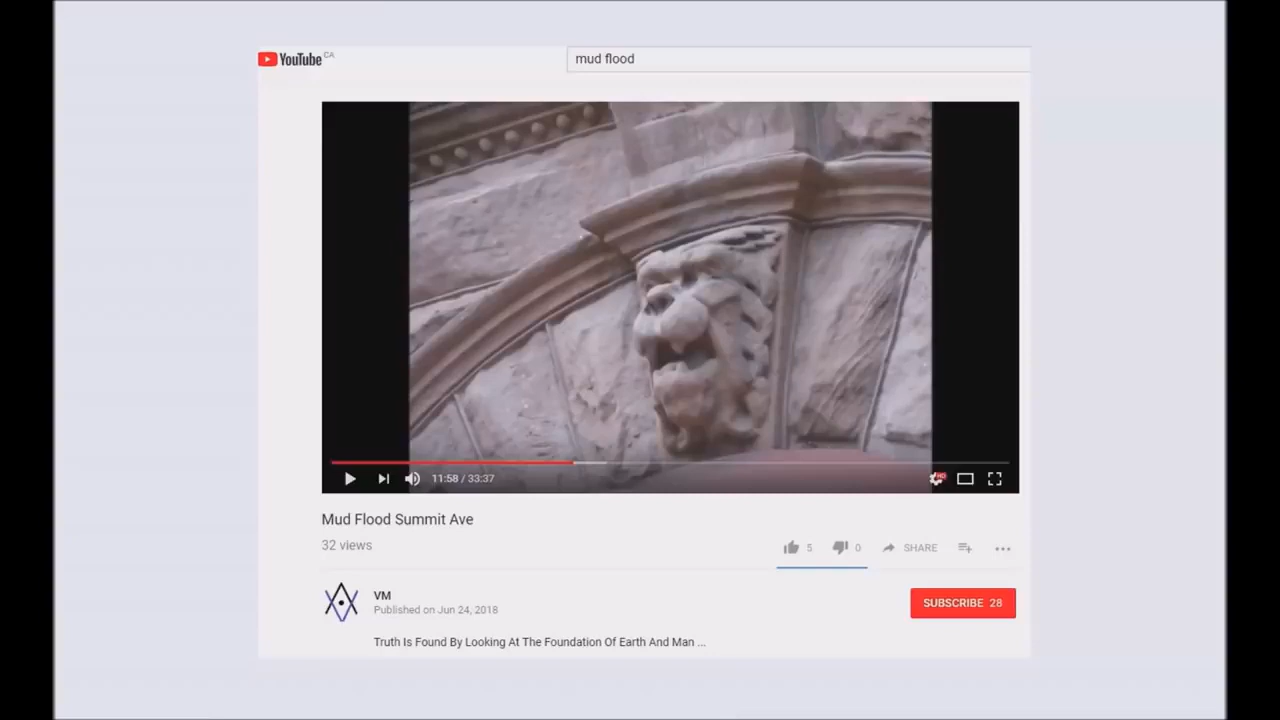 YouTube CA
mud flood
HD
11:58 / 33:37
Mud Flood Summit Ave
32 views
5
0
SHARE
VM
Published on Jun 24, 2018
SUBSCRIBE 28
Truth Is Found By Looking At The Foundation Of Earth And Man ...